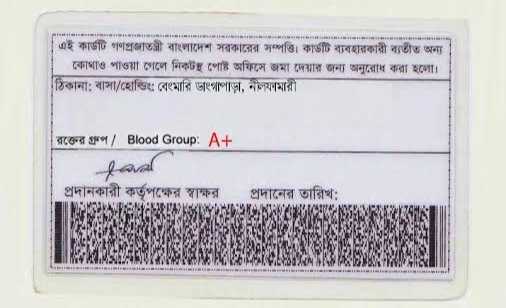 এই কার্ডটি গণপ্রজাতন্ত্রী বাংলাদেশ সরকারের সম্পত্তি। কার্ডটি ব্যবহারকারী ব্যতীত অন্য
কোথাও পাওয়া গেলে নিকটস্থ পোষ্ট অফিসে জমা দেয়ার জন্য অনুরোধ করা হলো।
ঠিকানা: বাসা/হোল্ডিং: বেংমারি ডাংগাপাড়া, নীলফামারী
রক্তের গ্রুপ / Blood Group: A+
প্রদানকারী কর্তৃপক্ষের স্বাক্ষর প্রদানের তারিখ: